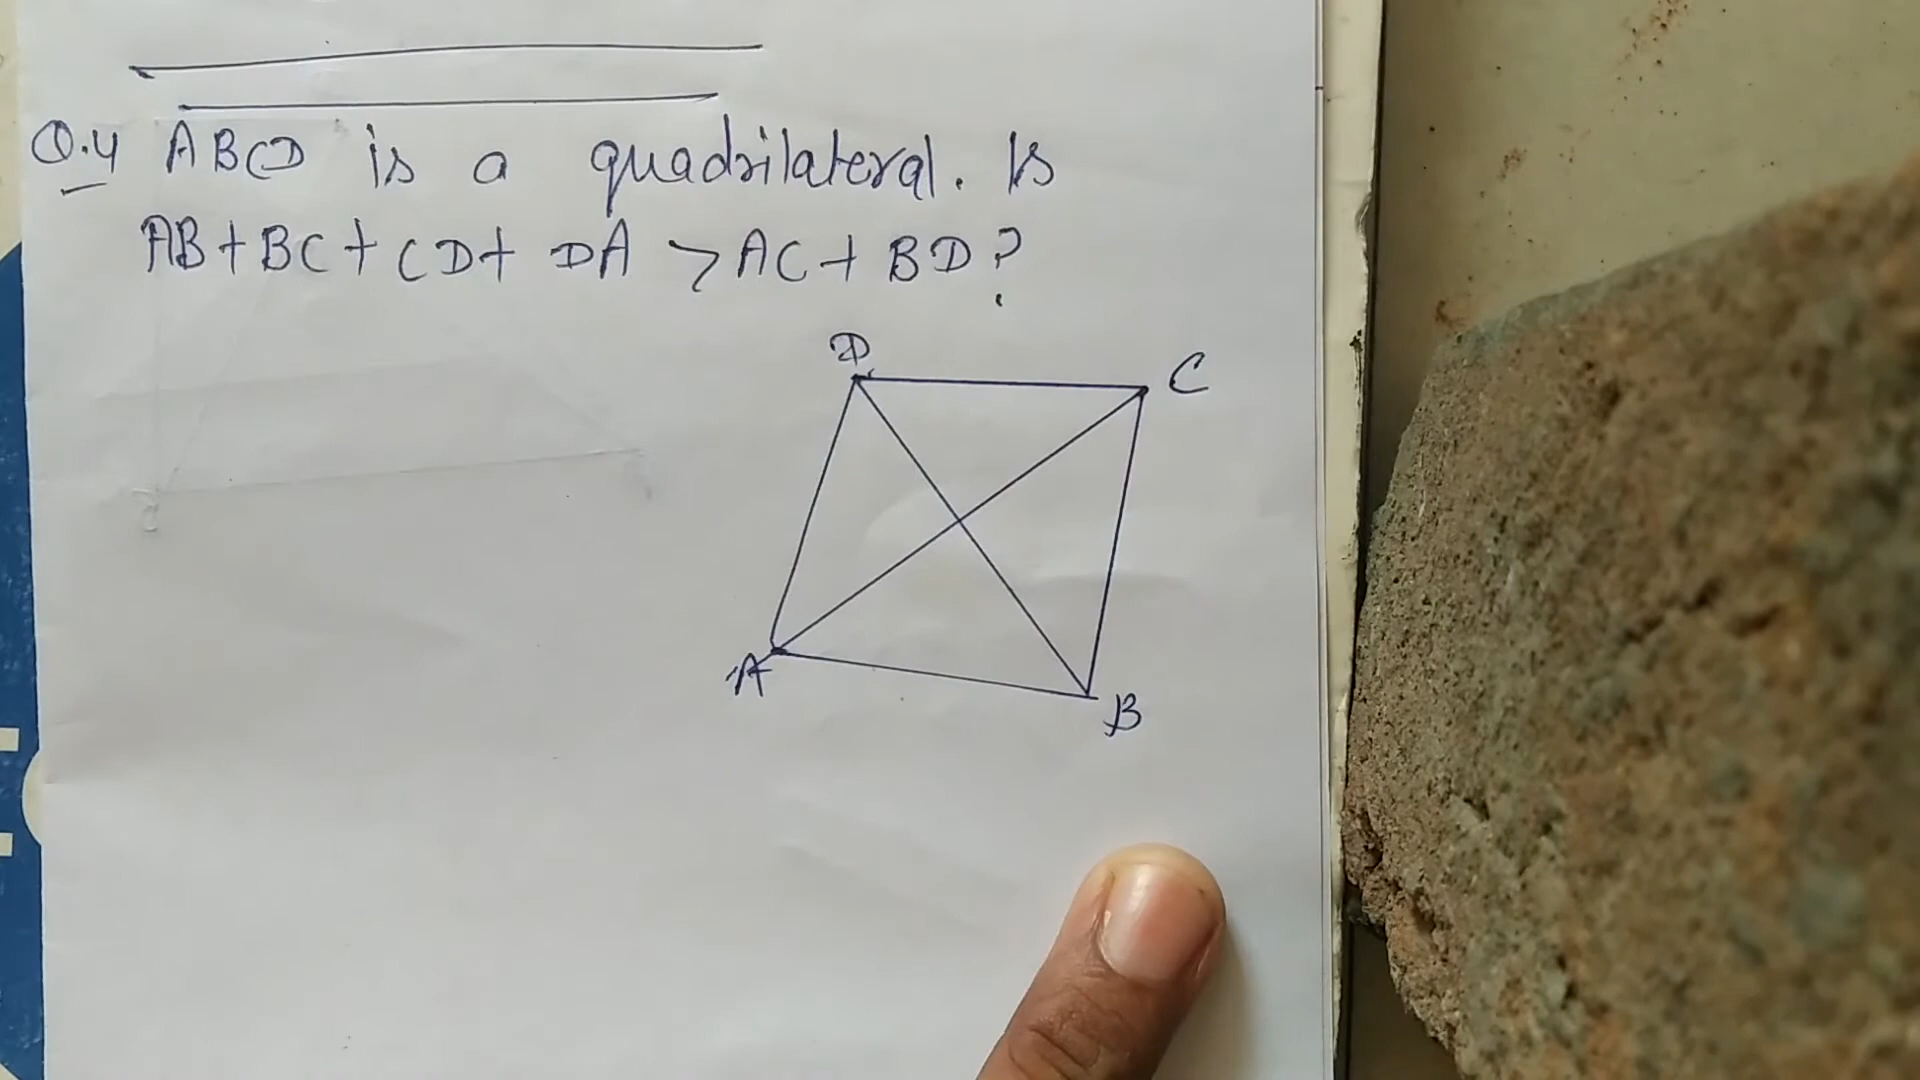 Q.4 ABCD is a quadrilateral. Is
AB+BC+CD+ DA > AC+ BD?
D
C
A
B